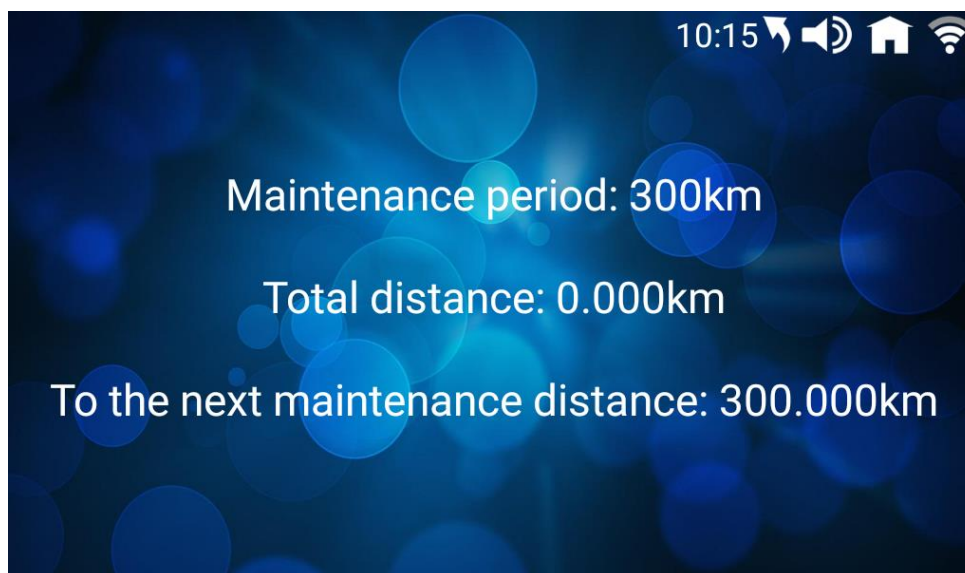 10:15
Maintenance period: 300km
Total distance: 0.000km
To the next maintenance distance: 300.000km